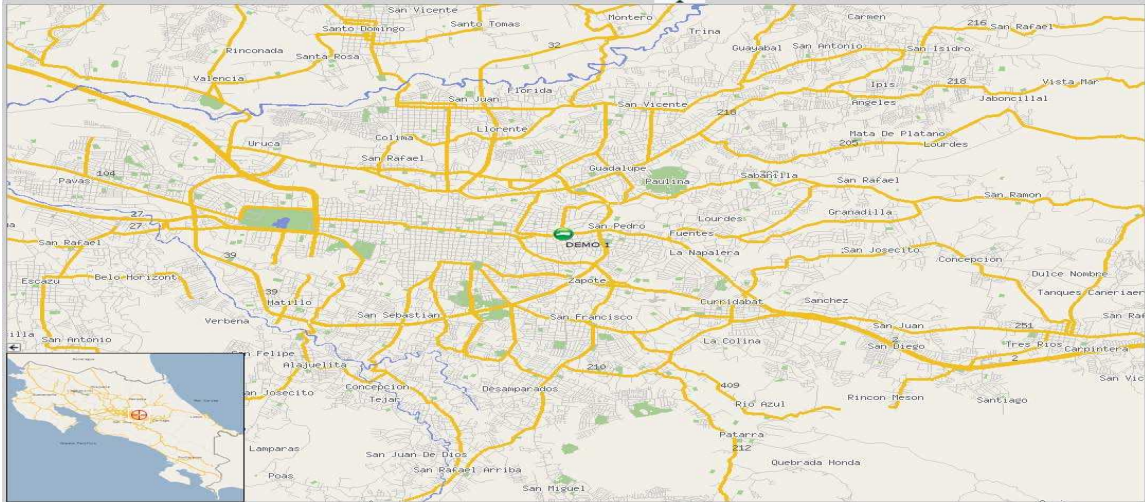 San Vicente
Montero
Carmen
216
San Rafael
Santo Domingo
Santo Tomas
Trina
Rinconada
Santa Rosa
32
Guayabal
San Antonio
San Isidro
Valencia
Florida
Ipis
218
Vista Mar
San Juan
San Vicente
218
Angeles
Jaboncillal
Uruca
Colima
Llorente
Mata De Platano
205
Lourdes
San Rafael
Guadalupe
Pavas
104
Paulina
Sabanilla
San Rafael
San Ramon
27
27
Lourdes
Granadilla
San Pedro
Fuentes
San Rafael
DEMO 1
39
La Napalera
San Josecito
Concepcion
Escazu
Belo Horizont
Zapote
Dulce Nombre
39
Matillo
Curridabat
Sanchez
Tanques Caneriaer
Verbena
San Sebastian
San Francisco
San Juan
251
San Antonio
La Colina
2
San Diego
Tres Rios
Carpintera
San Felipe
Alajuelita
210
2
San Josecito
Concepcion
Tejar
Desamparados
409
Rio Azul
Rincon Meson
Santiago
Patarra
212
Lamparas
San Juan De Dios
San Rafael Arriba
Quebrada Honda
Poas
San Miguel